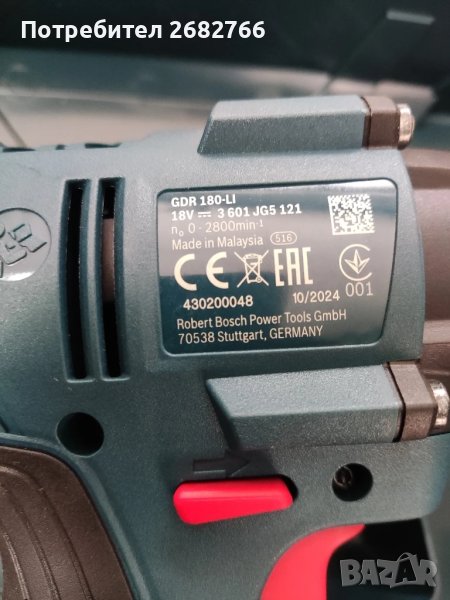 Потребител 2682766
GDR 180-LI
18V ⎓ 3 601 JG5 121
n₀ 0-2800min⁻¹
Made in Malaysia 516
CE EAC
001
430200048 10/2024
Robert Bosch Power Tools GmbH
70538 Stuttgart, GERMANY
BAZAR